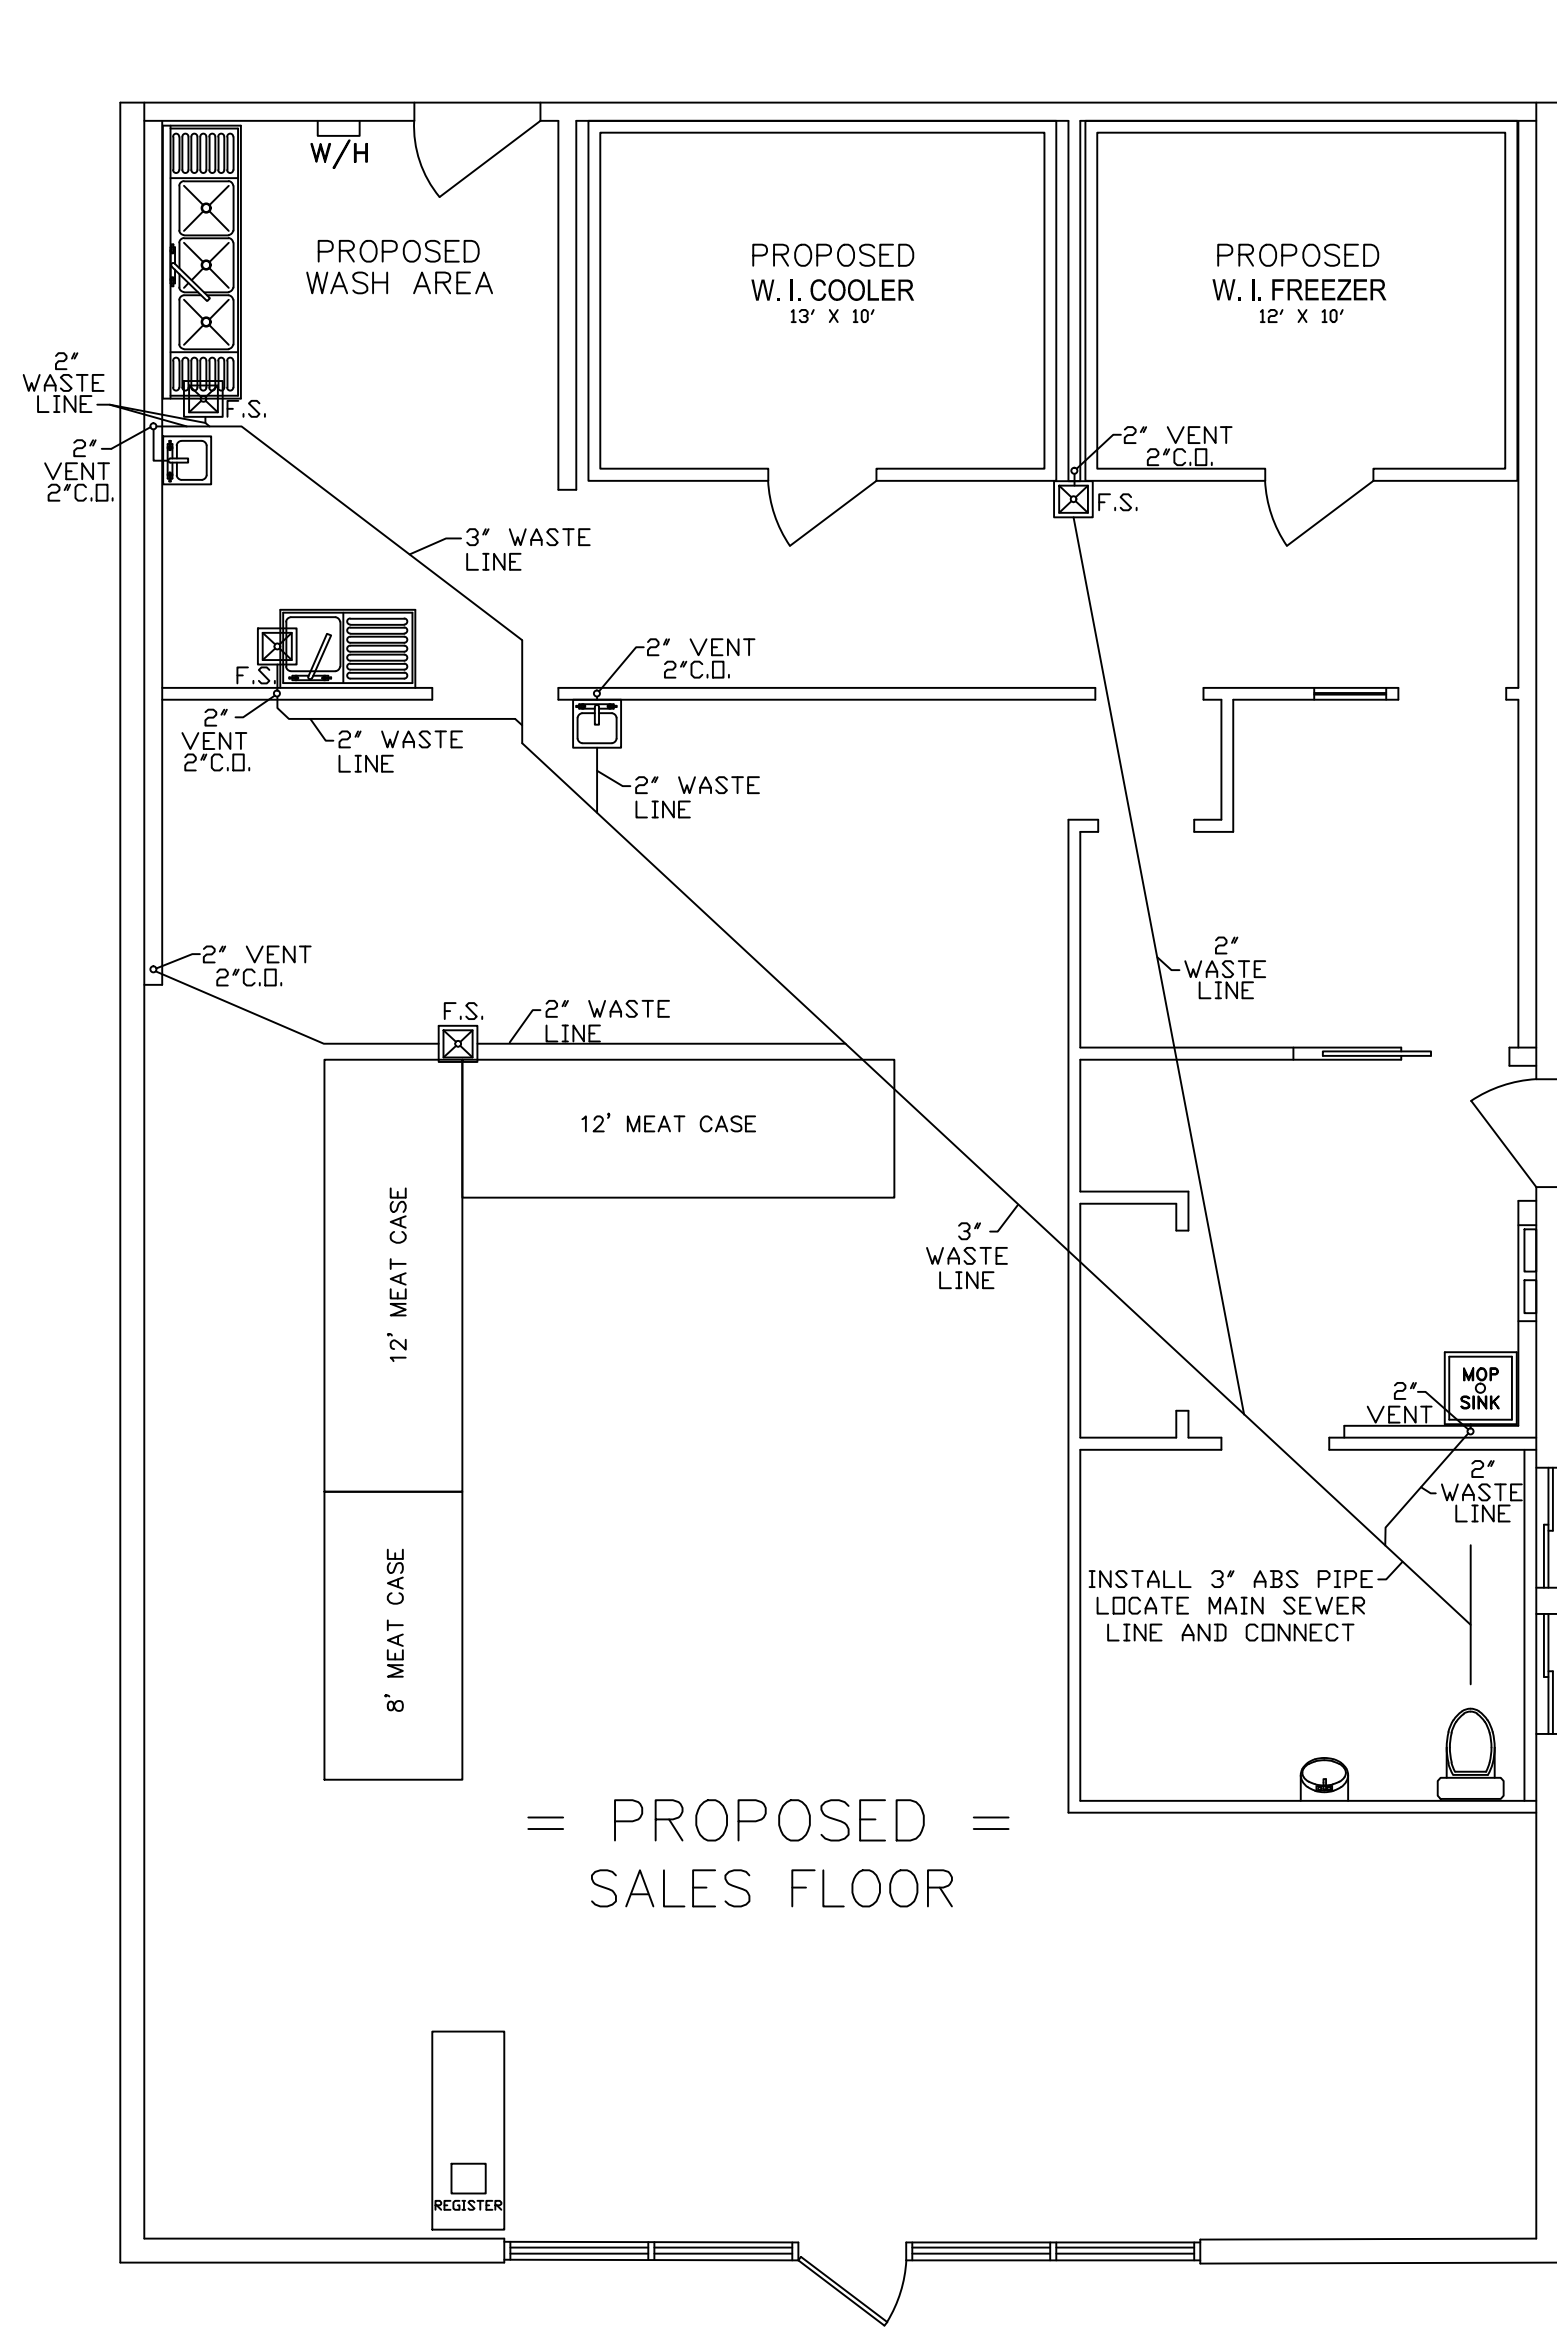 W/H
PROPOSED
WASH AREA
PROPOSED
W. I. COOLER
13' X 10'
PROPOSED
W. I. FREEZER
12' X 10'
2"
WASTE
LINE
F.S.
2"
VENT
2"C.O.
2" VENT
2"C.O.
F.S.
3" WASTE
LINE
F.S.
2" VENT
2"C.O.
2"
VENT
2"C.O.
2" WASTE
LINE
2" WASTE
LINE
2" VENT
2"C.O.
F.S.
2" WASTE
LINE
2"
WASTE
LINE
12' MEAT CASE
12' MEAT CASE
3"
WASTE
LINE
MOP
SINK
2"
VENT
2"
WASTE
LINE
8' MEAT CASE
INSTALL 3" ABS PIPE
LOCATE MAIN SEWER
LINE AND CONNECT
= PROPOSED =
SALES FLOOR
REGISTER